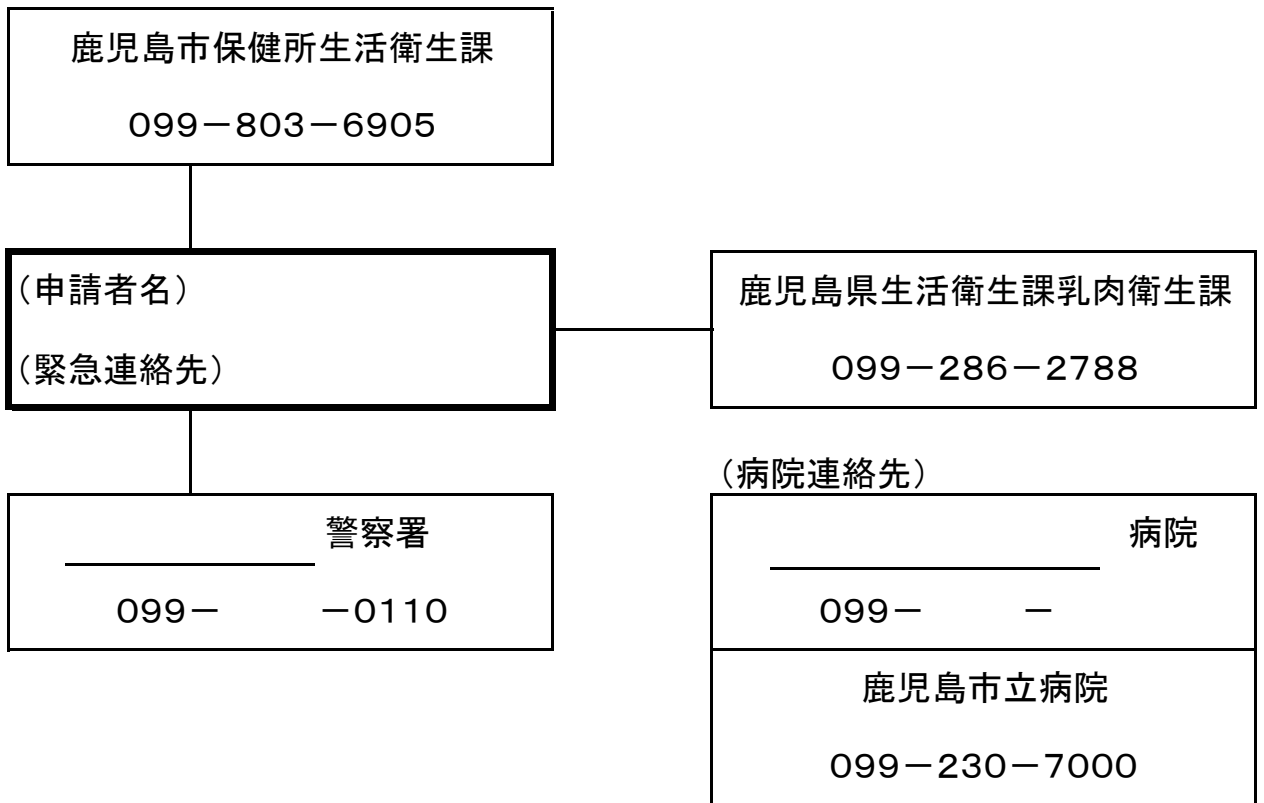 鹿児島市保健所生活衛生課
099－803－6905
（申請者名）
（緊急連絡先）
鹿児島県生活衛生課乳肉衛生課
099－286－2788
警察署
099－　　　－0110
（病院連絡先）
病院
099－　　　－
鹿児島市立病院
099－230－7000